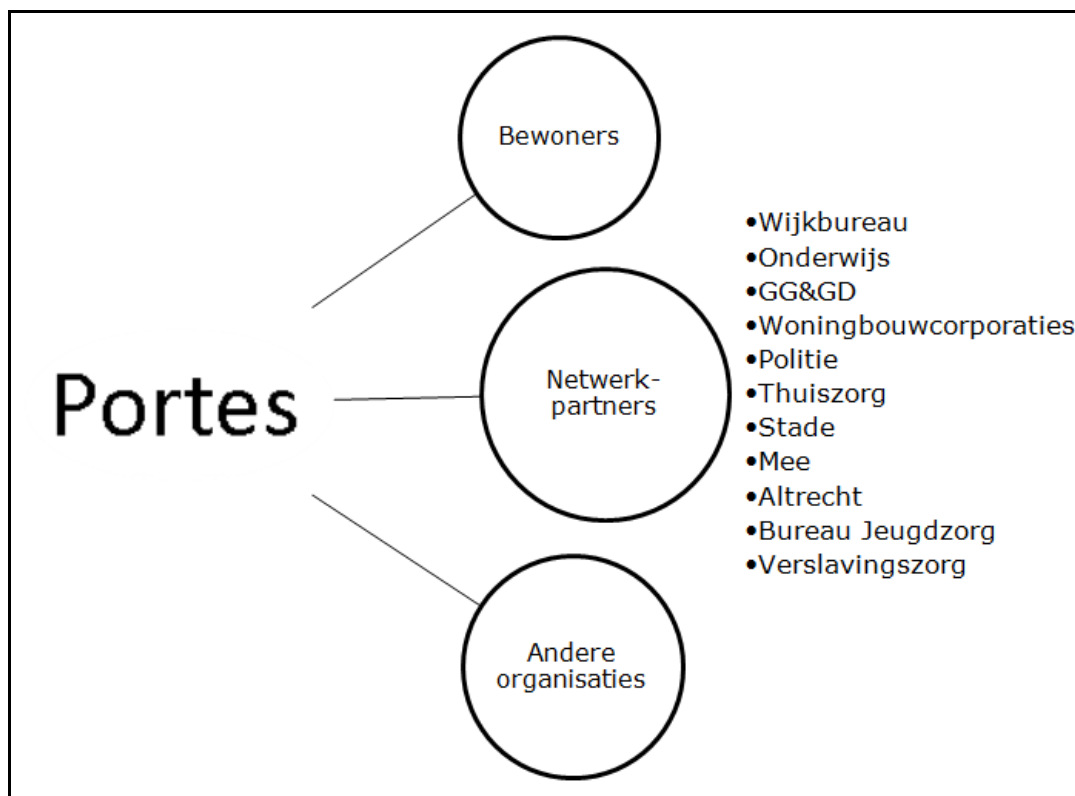 Bewoners
Portes
Netwerk-
partners
•Wijkbureau
•Onderwijs
•GG&GD
•Woningbouwcorporaties
•Politie
•Thuiszorg
•Stade
•Mee
•Altrecht
•Bureau Jeugdzorg
•Verslavingszorg
Andere
organisaties